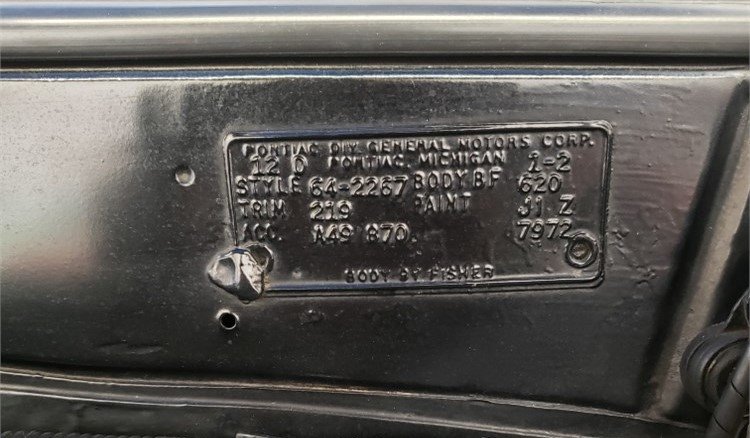 PONTIAC DIV. GENERAL MOTORS CORP.
12 D PONTIAC, MICHIGAN 1-2
STYLE 64-2267 BODY BF 620
TRIM 219 PAINT J1 Z
ACC. A49 B70. 7972
BODY BY FISHER